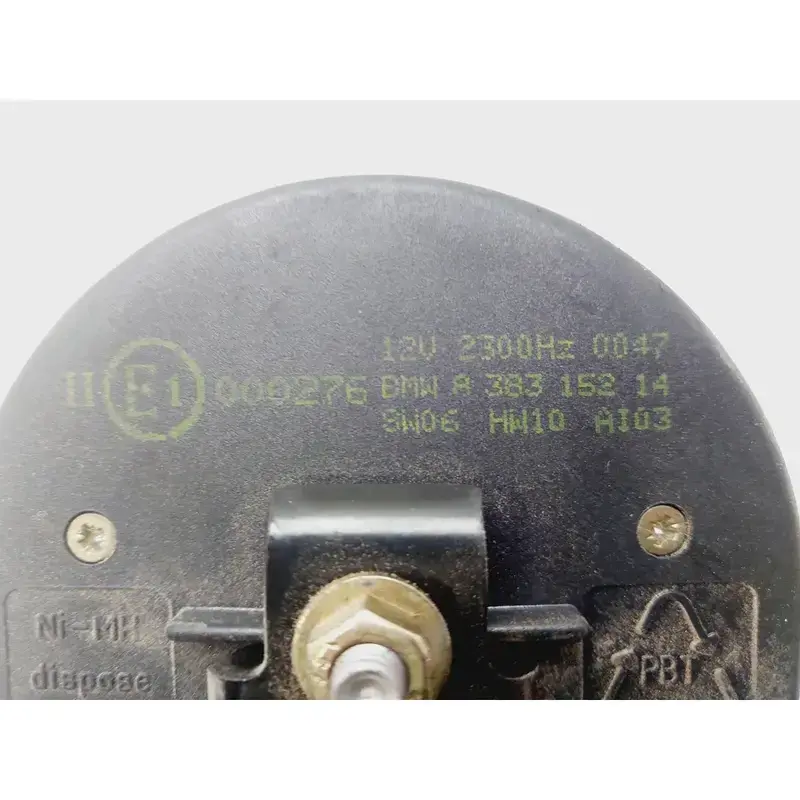 12V 2300Hz 0047
II E1 000276 BMW A 383 152 14
SW06 HW10 AI03
Ni-MH
dispose
PBT